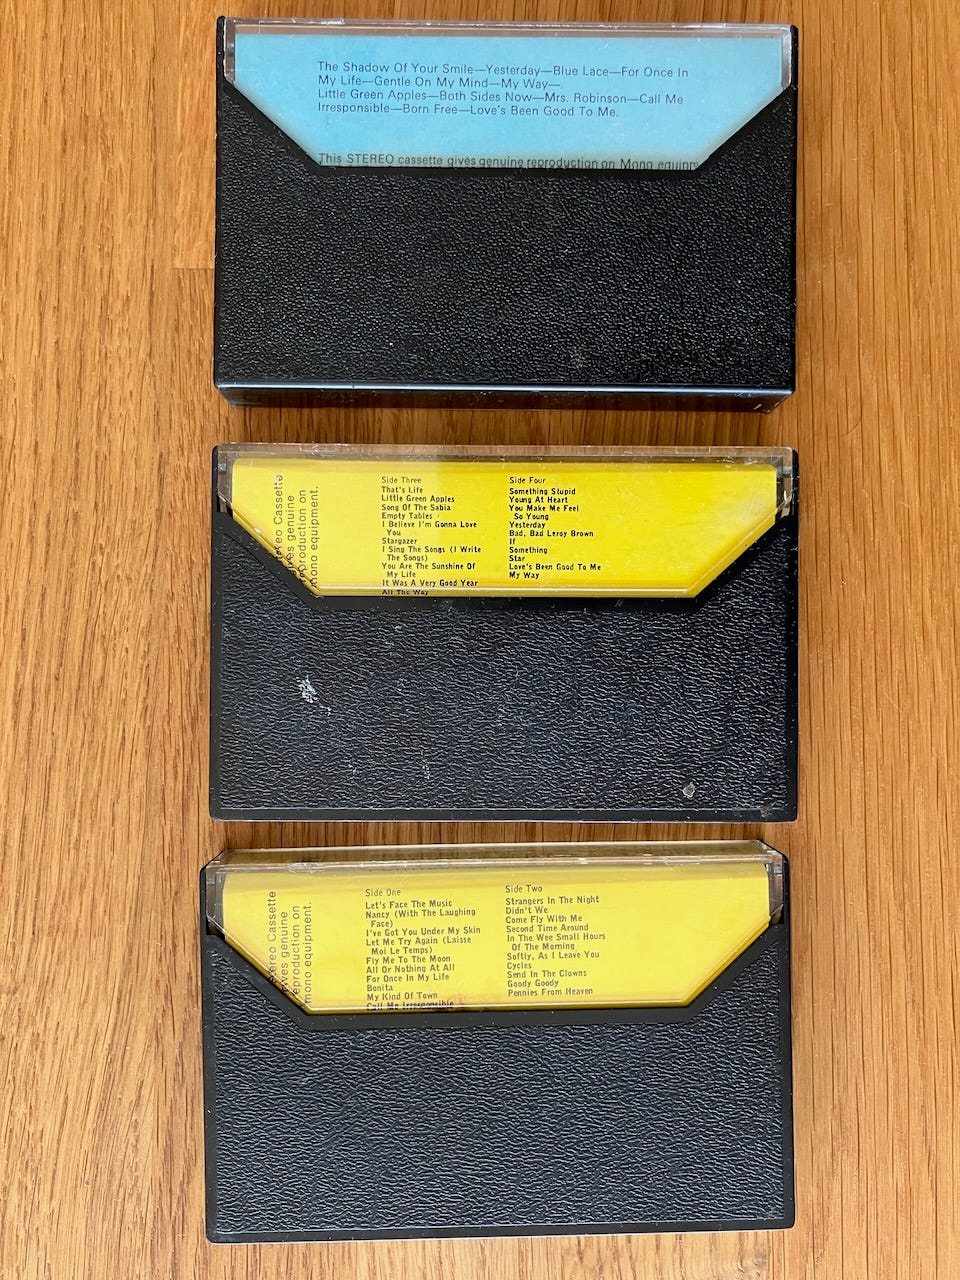 The Shadow Of Your Smile—Yesterday—Blue Lace—For Once In
My Life—Gentle On My Mind—My Way—.
Little Green Apples—Both Sides Now—Mrs. Robinson—Call Me
Irresponsible—Born Free—Love's Been Good To Me.
This STEREO cassette gives genuine reproduction on Mono
Stereo Cassette
gives genuine
reproduction on
mono equipment.
Side Three
That's Life
Little Green Apples
Song Of The Sabia
Empty Tables
I Believe I'm Gonna Love
You
Stargazer
I Sing The Songs (I Write
The Songs)
You Are The Sunshine Of
My Life
It Was A Very Good Year
All The Way
Side Four
Something Stupid
Young At Heart
You Make Me Feel
So Young
Yesterday
Bad, Bad Leroy Brown
If
Something
Star
Love's Been Good To Me
My Way
Stereo Cassette
gives genuine
reproduction on
mono equipment.
Side One
Let's Face The Music
Nancy (With The Laughing
Face)
I've Got You Under My Skin
Let Me Try Again (Laisse
Moi Le Temps)
Fly Me To The Moon
All Or Nothing At All
For Once In My Life
Bonita
My Kind Of Town
Call Me Irresponsible
Side Two
Strangers In The Night
Didn't We
Come Fly With Me
Second Time Around
In The Wee Small Hours
Of The Morning
Softly, As I Leave You
Cycles
Send In The Clowns
Goody Goody
Pennies From Heaven